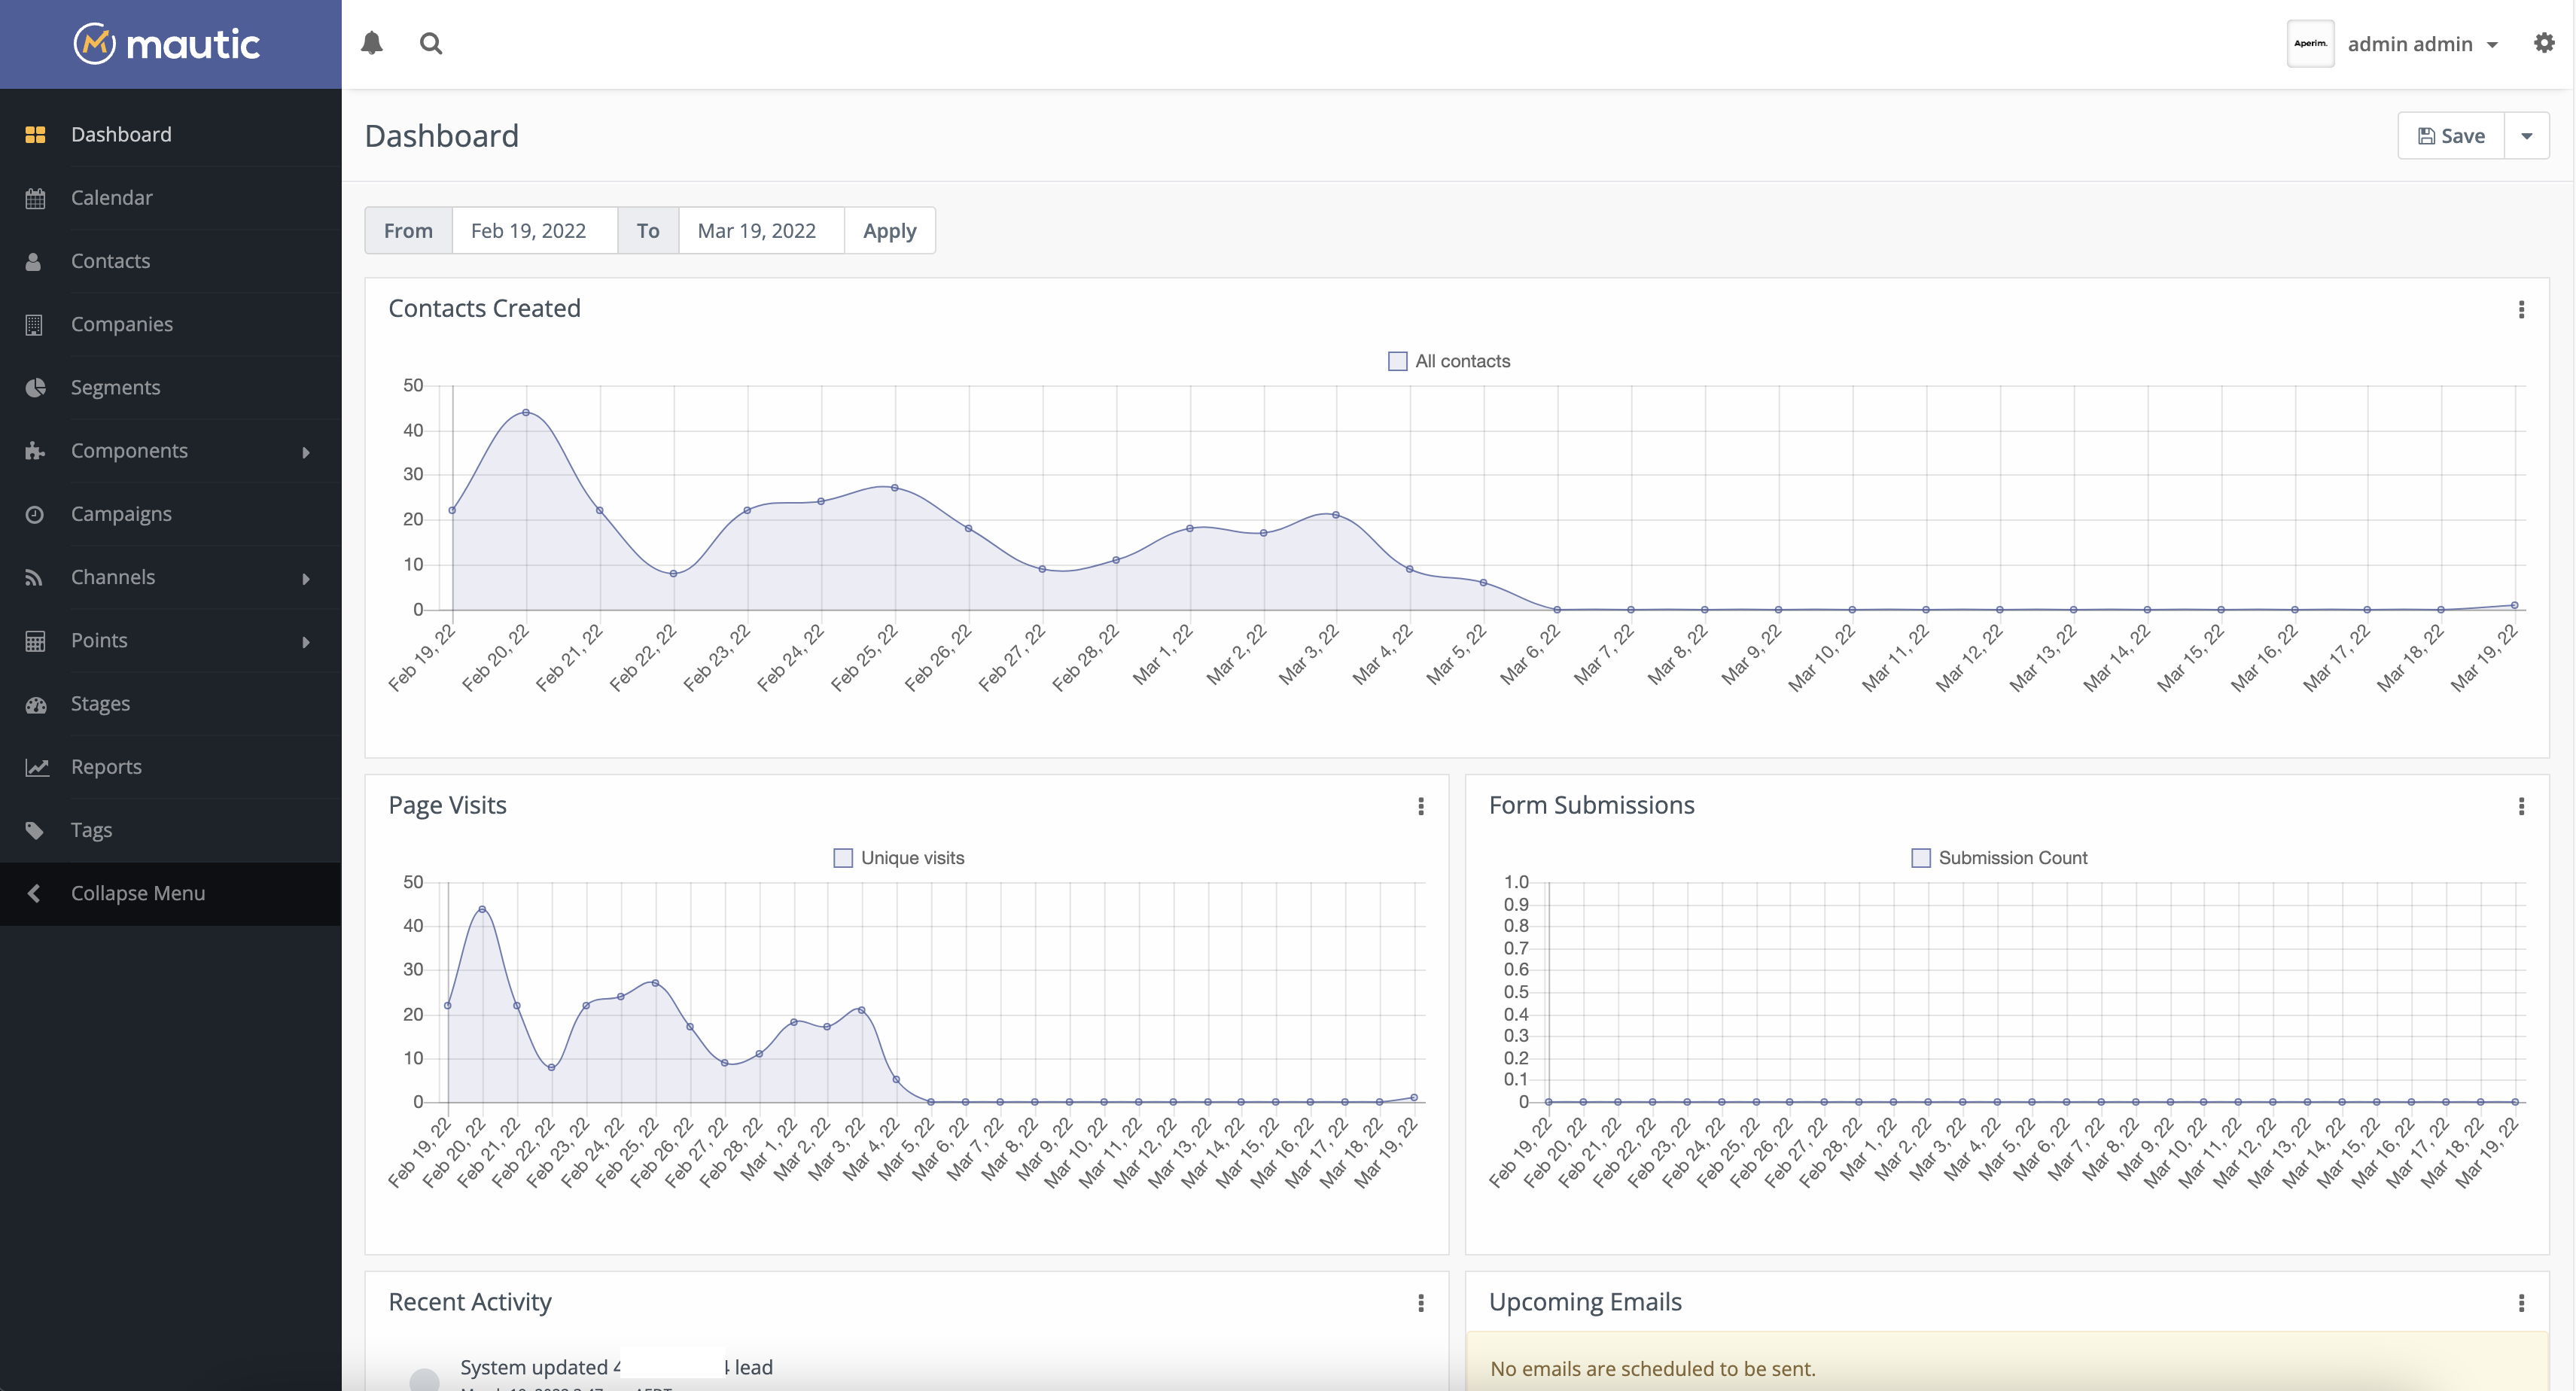 mautic
Aperim.
admin admin
Dashboard
Calendar
Contacts
Companies
Segments
Components
Campaigns
Channels
Points
Stages
Reports
Tags
Collapse Menu
Dashboard
Save
From Feb 19, 2022 To Mar 19, 2022 Apply
Contacts Created
All contacts
50
40
30
20
10
0
Feb 19, 22 Feb 20, 22 Feb 21, 22 Feb 22, 22 Feb 23, 22 Feb 24, 22 Feb 25, 22 Feb 26, 22 Feb 27, 22 Feb 28, 22 Mar 1, 22 Mar 2, 22 Mar 3, 22 Mar 4, 22 Mar 5, 22 Mar 6, 22 Mar 7, 22 Mar 8, 22 Mar 9, 22 Mar 10, 22 Mar 11, 22 Mar 12, 22 Mar 13, 22 Mar 14, 22 Mar 15, 22 Mar 16, 22 Mar 17, 22 Mar 18, 22 Mar 19, 22
Page Visits
Unique visits
50
40
30
20
10
0
Feb 19, 22 Feb 20, 22 Feb 21, 22 Feb 22, 22 Feb 23, 22 Feb 24, 22 Feb 25, 22 Feb 26, 22 Feb 27, 22 Feb 28, 22 Mar 1, 22 Mar 2, 22 Mar 3, 22 Mar 4, 22 Mar 5, 22 Mar 6, 22 Mar 7, 22 Mar 8, 22 Mar 9, 22 Mar 10, 22 Mar 11, 22 Mar 12, 22 Mar 13, 22 Mar 14, 22 Mar 15, 22 Mar 16, 22 Mar 17, 22 Mar 18, 22 Mar 19, 22
Form Submissions
Submission Count
1.0
0.9
0.8
0.7
0.6
0.5
0.4
0.3
0.2
0.1
0
Feb 19, 22 Feb 20, 22 Feb 21, 22 Feb 22, 22 Feb 23, 22 Feb 24, 22 Feb 25, 22 Feb 26, 22 Feb 27, 22 Feb 28, 22 Mar 1, 22 Mar 2, 22 Mar 3, 22 Mar 4, 22 Mar 5, 22 Mar 6, 22 Mar 7, 22 Mar 8, 22 Mar 9, 22 Mar 10, 22 Mar 11, 22 Mar 12, 22 Mar 13, 22 Mar 14, 22 Mar 15, 22 Mar 16, 22 Mar 17, 22 Mar 18, 22 Mar 19, 22
Recent Activity
System updated lead
Upcoming Emails
No emails are scheduled to be sent.